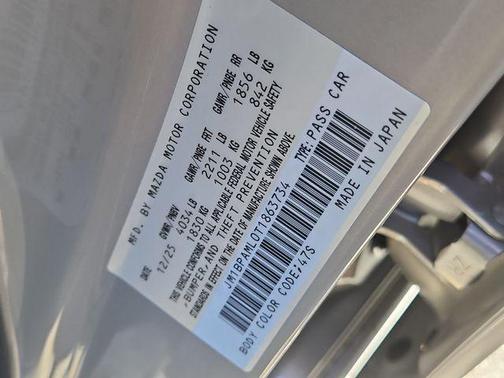 MFD. BY MAZDA MOTOR CORPORATION
12/25
GVWR/PNBV
4034 LB
1830 KG
GAWR/PNBE FRT
2211 LB
1003 KG
GAWR/PNBE RR
1856 LB
842 KG
THIS VEHICLE CONFORMS TO ALL APPLICABLE FEDERAL MOTOR VEHICLE SAFETY
,BUMPER,AND THEFT PREVENTION
STANDARDS IN EFFECT ON THE DATE OF MANUFACTURE SHOWN ABOVE.
JM1BPAML0T1863734
TYPE:PASS CAR
BODY COLOR CODE:47S
MADE IN JAPAN